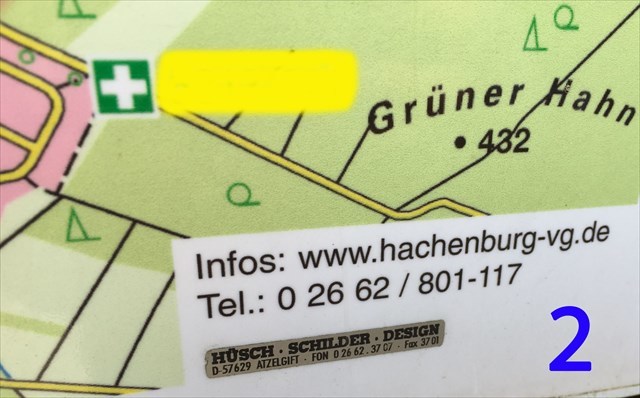 Grüner Hahn
432
Infos: www.hachenburg-vg.de
Tel.: 0 26 62 / 801-117
HÜSCH · SCHILDER · DESIGN
D-57629 ATZELGIFT · FON 0 26 62 . 37 07 · Fax 37 01
2